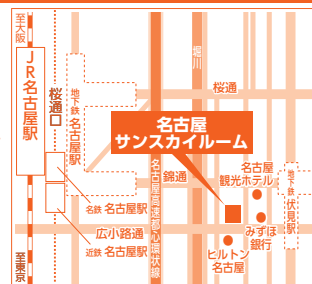 至大阪
JR名古屋駅
桜通口
地下鉄 名古屋駅
堀川
桜通
名古屋
サンスカイルーム
名古屋高速都心環状線
錦通
名古屋
観光ホテル
地下鉄 伏見駅
名鉄 名古屋駅
広小路通
みずほ
銀行
近鉄 名古屋駅
ヒルトン
名古屋
至東京